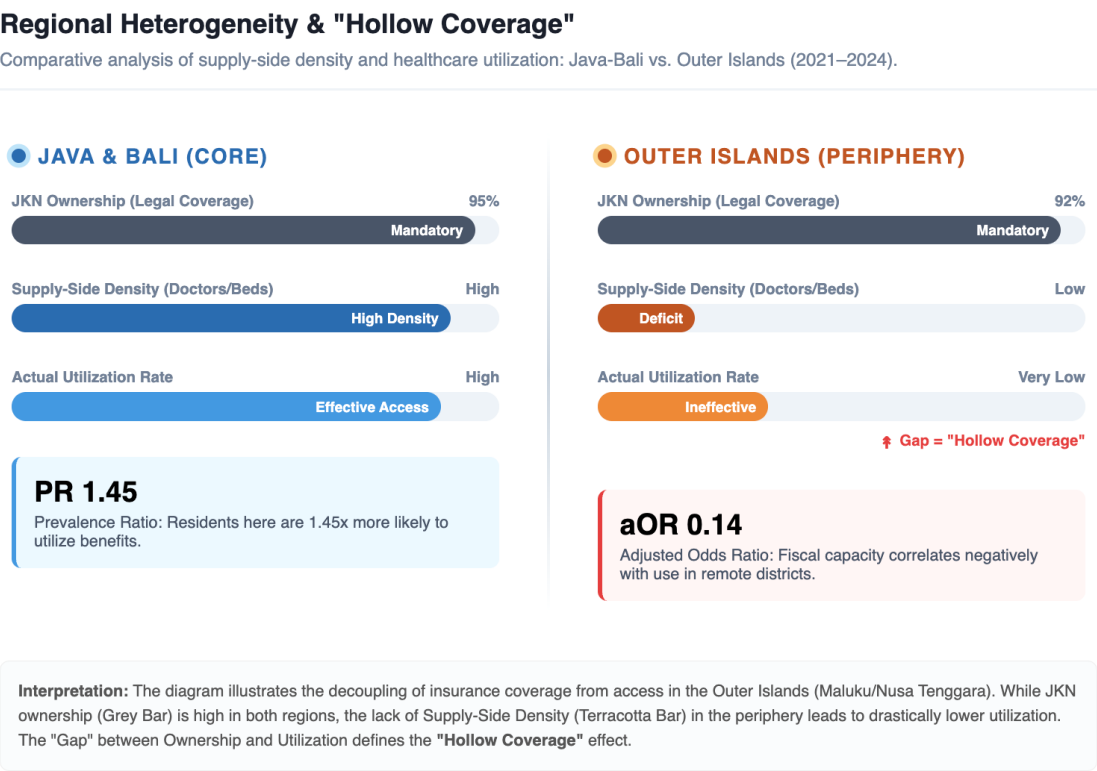 Regional Heterogeneity & "Hollow Coverage"
Comparative analysis of supply-side density and healthcare utilization: Java-Bali vs. Outer Islands (2021–2024).
JAVA & BALI (CORE)
JKN Ownership (Legal Coverage) 95%
Mandatory
Supply-Side Density (Doctors/Beds) High
High Density
Actual Utilization Rate High
Effective Access
PR 1.45
Prevalence Ratio: Residents here are 1.45x more likely to
utilize benefits.
OUTER ISLANDS (PERIPHERY)
JKN Ownership (Legal Coverage) 92%
Mandatory
Supply-Side Density (Doctors/Beds) Low
Deficit
Actual Utilization Rate Very Low
Ineffective
Gap = "Hollow Coverage"
aOR 0.14
Adjusted Odds Ratio: Fiscal capacity correlates negatively
with use in remote districts.
Interpretation: The diagram illustrates the decoupling of insurance coverage from access in the Outer Islands (Maluku/Nusa Tenggara). While JKN
ownership (Grey Bar) is high in both regions, the lack of Supply-Side Density (Terracotta Bar) in the periphery leads to drastically lower utilization.
The "Gap" between Ownership and Utilization defines the "Hollow Coverage" effect.